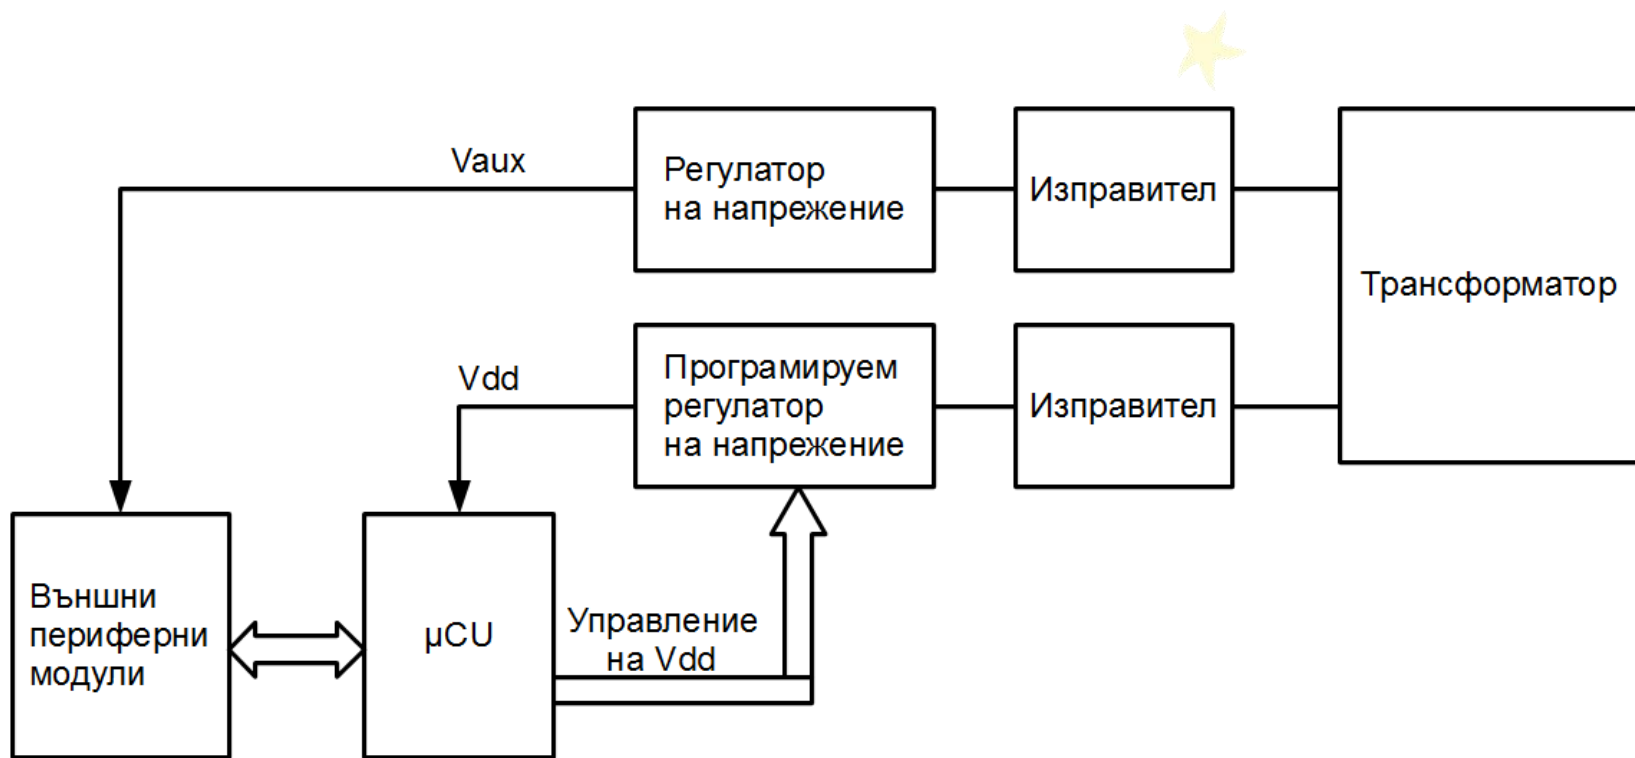 Vaux
Регулатор
на напрежение
Изправител
Трансформатор
Vdd
Програмируем
регулатор
на напрежение
Изправител
Външни
периферни
модули
µCU
Управление
на Vdd